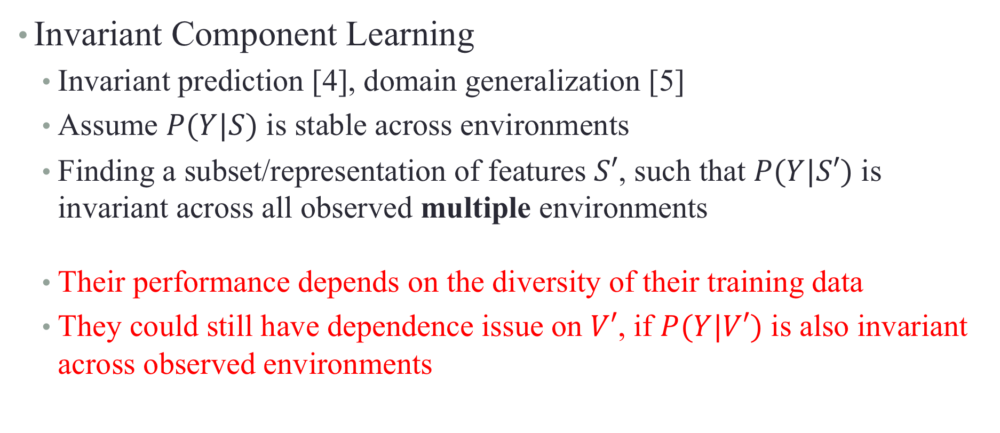 • Invariant Component Learning
• Invariant prediction [4], domain generalization [5]
• Assume P(Y|S) is stable across environments
• Finding a subset/representation of features S′, such that P(Y|S′) is
invariant across all observed multiple environments
• Their performance depends on the diversity of their training data
• They could still have dependence issue on V′, if P(Y|V′) is also invariant
across observed environments